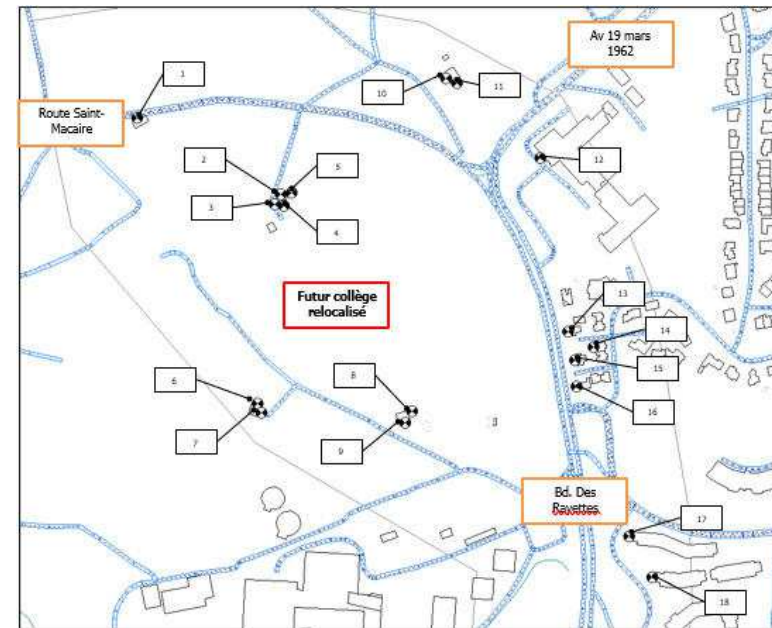 Av 19 mars
1962
1
10
11
Route Saint-
Macaire
12
2
5
3
4
Futur collège
relocalisé
13
14
15
16
8
6
7
9
Bd. Des
Ravettes
17
18